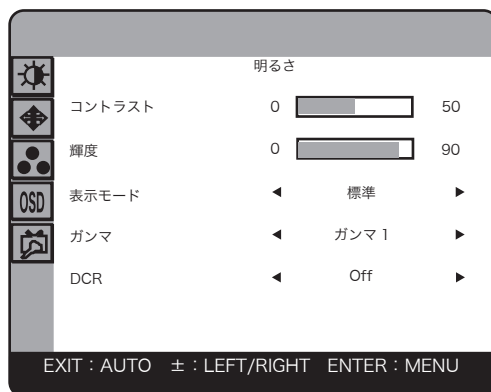 明るさ
コントラスト 0 50
輝度 0 90
表示モード ◀ 標準 ▶
OSD
ガンマ ◀ ガンマ 1 ▶
DCR ◀ Off ▶
EXIT：AUTO ±：LEFT/RIGHT ENTER：MENU